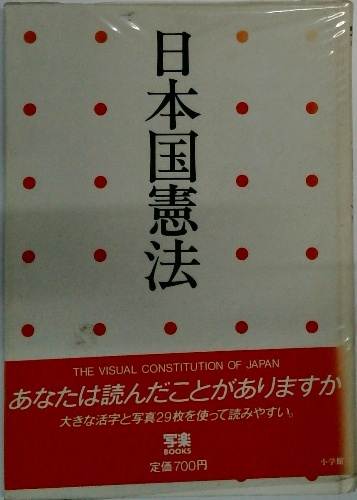 日本国憲法
THE VISUAL CONSTITUTION OF JAPAN
あなたは読んだことがありますか
大きな活字と写真29枚を使って読みやすい。
写楽
BOOKS
定価700円
小学館